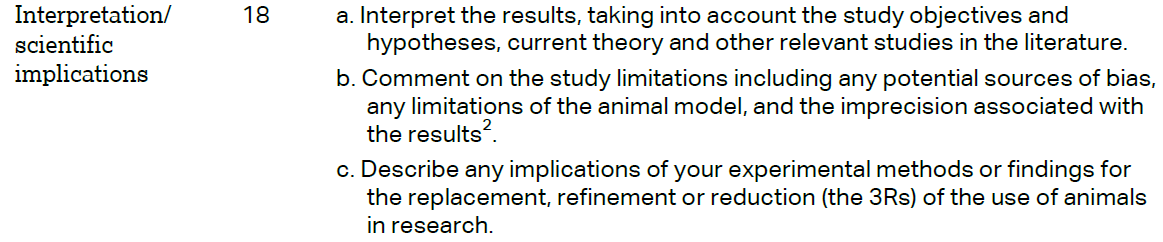 Interpretation/ 18 a. Interpret the results, taking into account the study objectives and
scientific hypotheses, current theory and other relevant studies in the literature.
implications b. Comment on the study limitations including any potential sources of bias,
any limitations of the animal model, and the imprecision associated with
the results².
c. Describe any implications of your experimental methods or findings for
the replacement, refinement or reduction (the 3Rs) of the use of animals
in research.